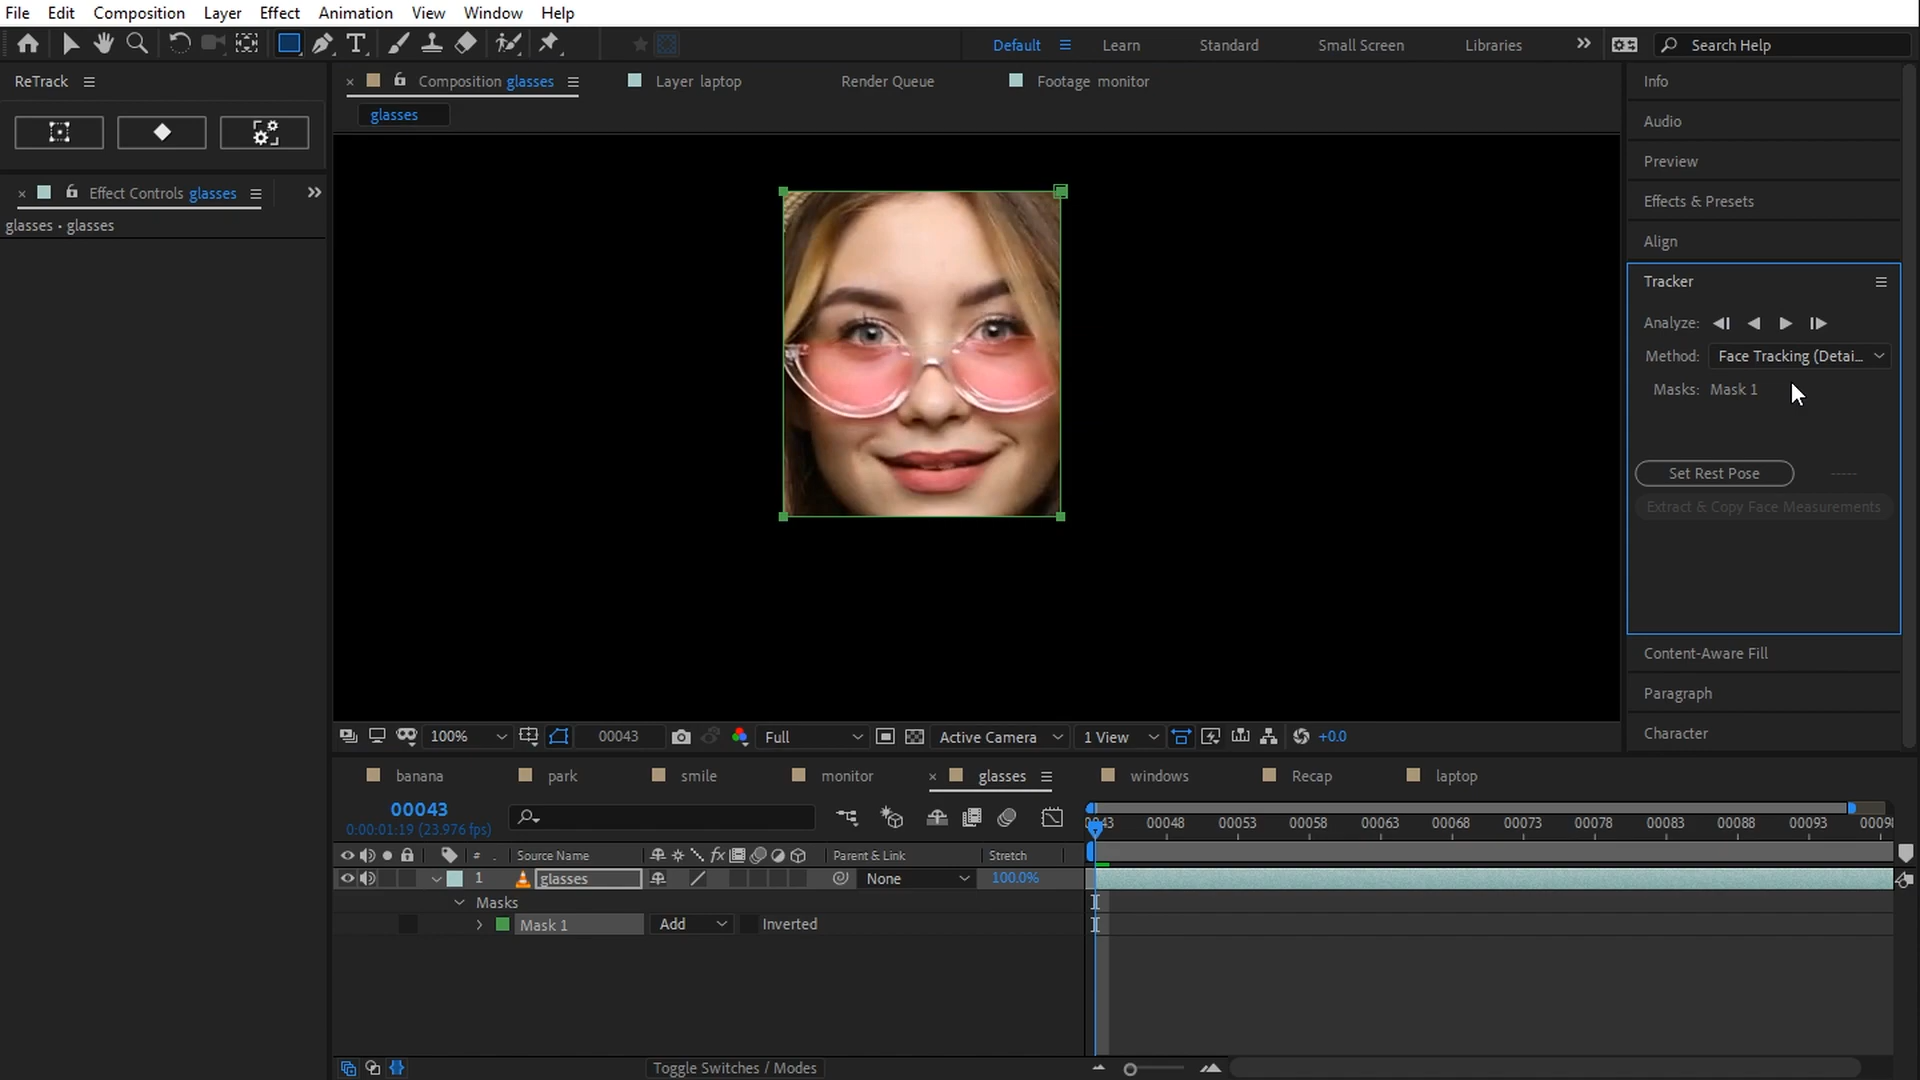 File Edit Composition Layer Effect Animation View Window Help
Default Learn Standard Small Screen Libraries Search Help
ReTrack
Composition glasses Layer laptop Render Queue Footage monitor
glasses
Effect Controls glasses
glasses • glasses
Info
Audio
Preview
Effects & Presets
Align
Tracker
Analyze:
Method: Face Tracking (Detai...
Masks: Mask 1
Set Rest Pose -----
Extract & Copy Face Measurements
Content-Aware Fill
Paragraph
Character
100% 00043 Full Active Camera 1 View +0.0
banana park smile monitor glasses windows Recap laptop
00043
0:00:01:19 (23.976 fps)
00048 00053 00058 00063 00068 00073 00078 00083 00088 00093
# Source Name Parent & Link Stretch
1 glasses None 100.0%
Masks
Mask 1 Add Inverted
Toggle Switches / Modes